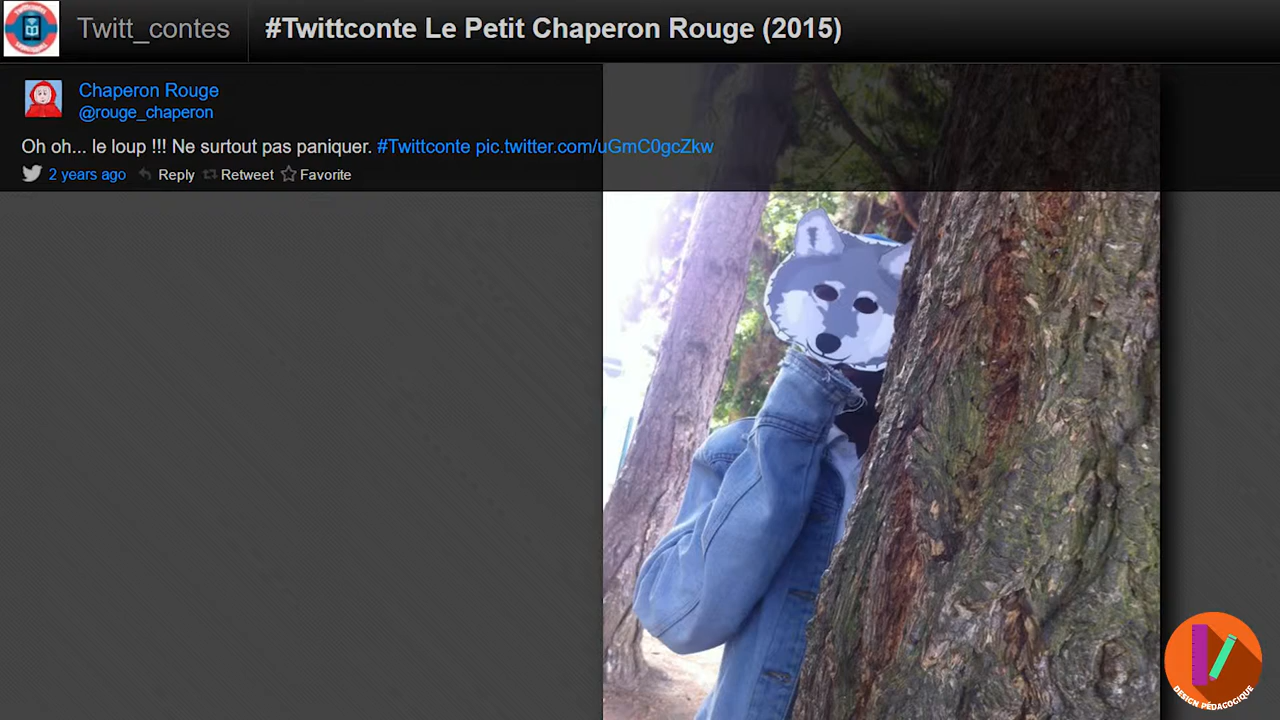 Twitt_contes
#Twittconte Le Petit Chaperon Rouge (2015)
Chaperon Rouge
@rouge_chaperon
Oh oh... le loup !!! Ne surtout pas paniquer. #Twittconte pic.twitter.com/uGmC0gcZkw
2 years ago Reply Retweet Favorite
DESIGN PÉDAGOGIQUE